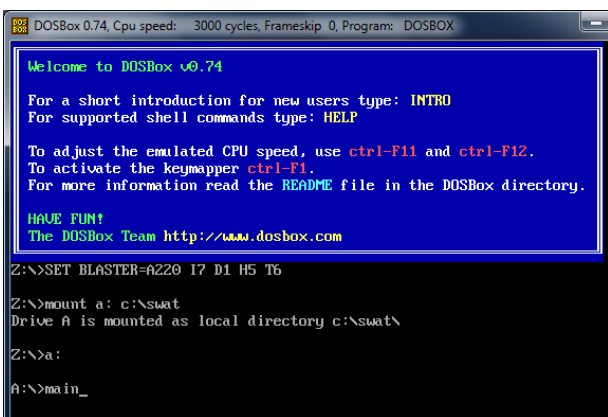 DOSBox 0.74, Cpu speed: 3000 cycles, Frameskip 0, Program: DOSBOX
Welcome to DOSBox v0.74
For a short introduction for new users type: INTRO
For supported shell commands type: HELP
To adjust the emulated CPU speed, use ctrl-F11 and ctrl-F12.
To activate the keymapper ctrl-F1.
For more information read the README file in the DOSBox directory.
HAVE FUN!
The DOSBox Team http://www.dosbox.com
Z:\>SET BLASTER=A220 I7 D1 H5 T6
Z:\>mount a: c:\swat
Drive A is mounted as local directory c:\swat\
Z:\>a:
A:\>main_